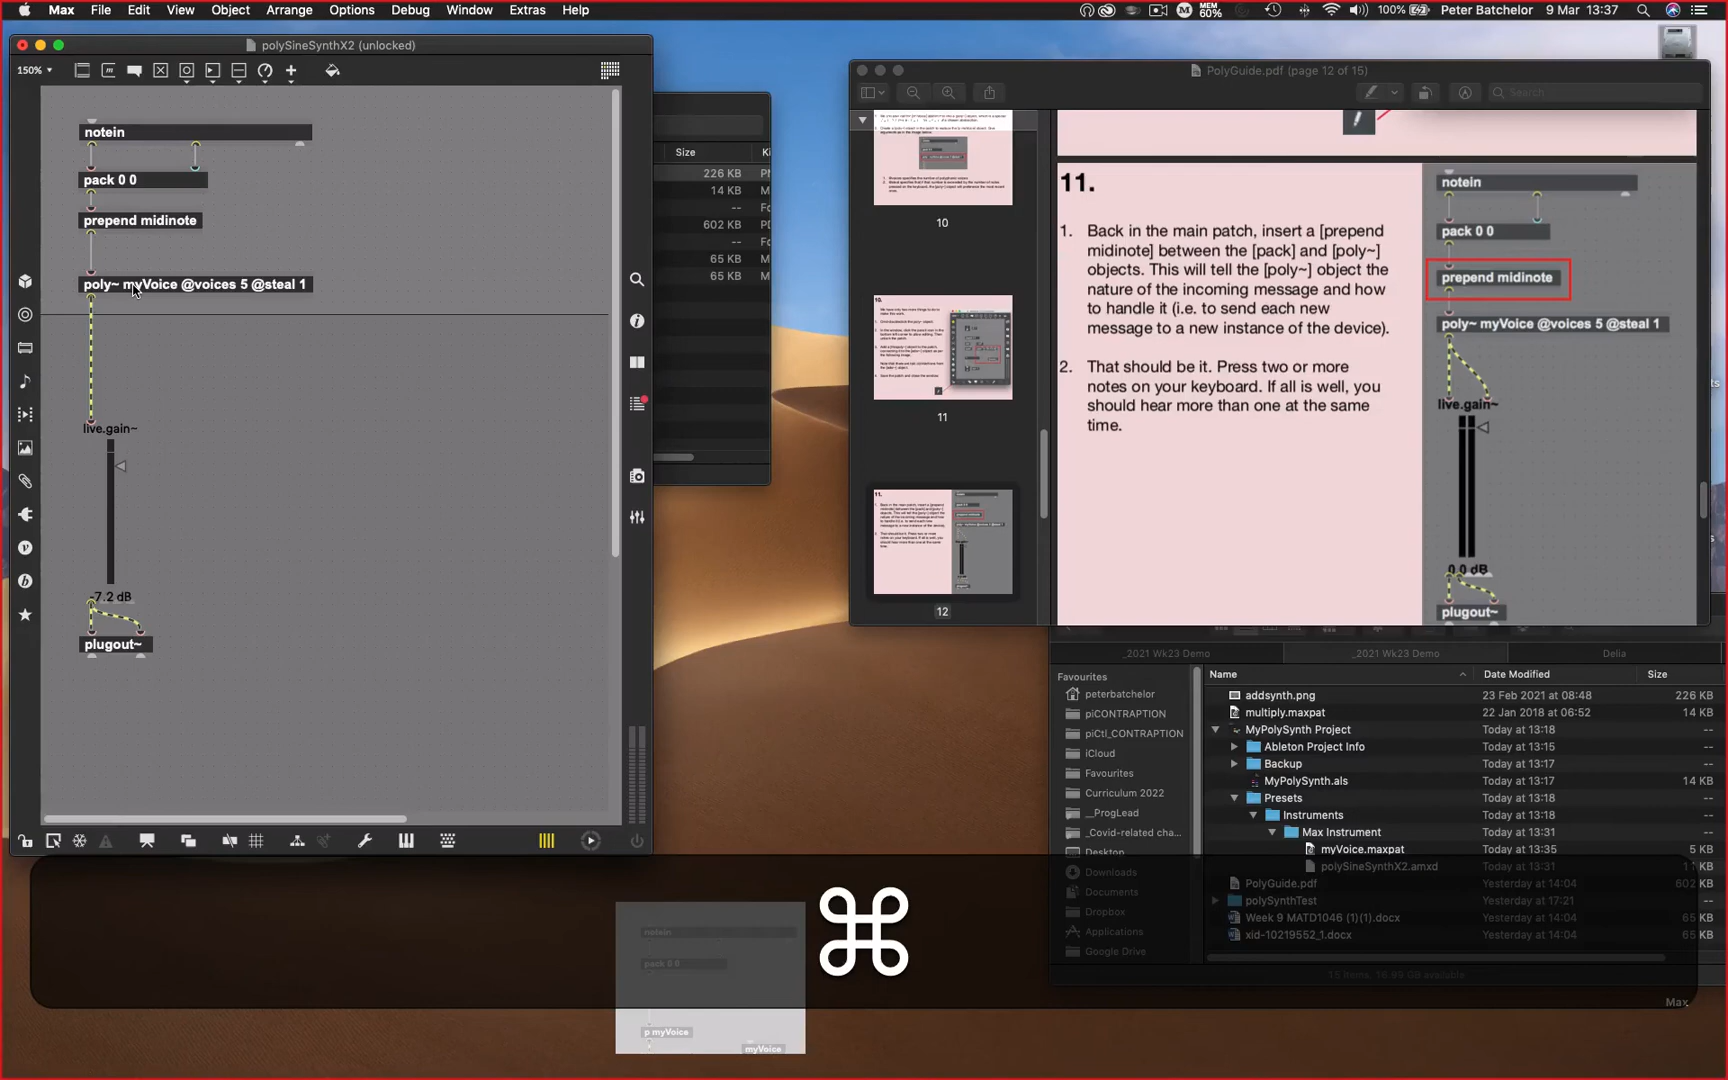 Max File Edit View Object Arrange Options Debug Window Extras Help
MEM 60%
100%
Peter Batchelor
9 Mar 13:37
polySineSynthX2 (unlocked)
150%
notein
pack 0 0
prepend midinote
poly~ myVoice @voices 5 @steal 1
live.gain~
-7.2 dB
plugout~
Size
226 KB
14 KB
--
602 KB
--
65 KB
65 KB
PolyGuide.pdf (page 12 of 15)
Search
10
11
12
11.
1. Back in the main patch, insert a [prepend
midinote] between the [pack] and [poly~]
objects. This will tell the [poly~] object the
nature of the incoming message and how
to handle it (i.e. to send each new
message to a new instance of the device).
2. That should be it. Press two or more
notes on your keyboard. If all is well, you
should hear more than one at the same
time.
notein
pack 0 0
prepend midinote
poly~ myVoice @voices 5 @steal 1
live.gain~
0.0 dB
plugout~
_2021 Wk23 Demo
_2021 Wk23 Demo
Delia
Favourites
peterbatchelor
piCONTRAPTION
piCtl_CONTRAPTION
iCloud
Favourites
Curriculum 2022
__ProgLead
_Covid-related cha...
Desktop
Downloads
Documents
Dropbox
Applications
Google Drive
Name Date Modified Size
addsynth.png 23 Feb 2021 at 08:48 226 KB
multiply.maxpat 22 Jan 2018 at 06:52 14 KB
MyPolySynth Project Today at 13:18 --
Ableton Project Info Today at 13:15 --
Backup Today at 13:17 --
MyPolySynth.als Today at 13:17 14 KB
Presets Today at 13:18 --
Instruments Today at 13:18 --
Max Instrument Today at 13:31 --
myVoice.maxpat Today at 13:35 5 KB
polySineSynthX2.amxd Today at 13:31
PolyGuide.pdf Yesterday at 14:04 602 KB
polySynthTest Yesterday at 17:21 --
Week 9 MATD1046 (1)(1).docx Yesterday at 14:04 65 KB
xid-10219552_1.docx Yesterday at 14:04 65 KB
⌘
notein
pack 0 0
p myVoice
myVoice
Max